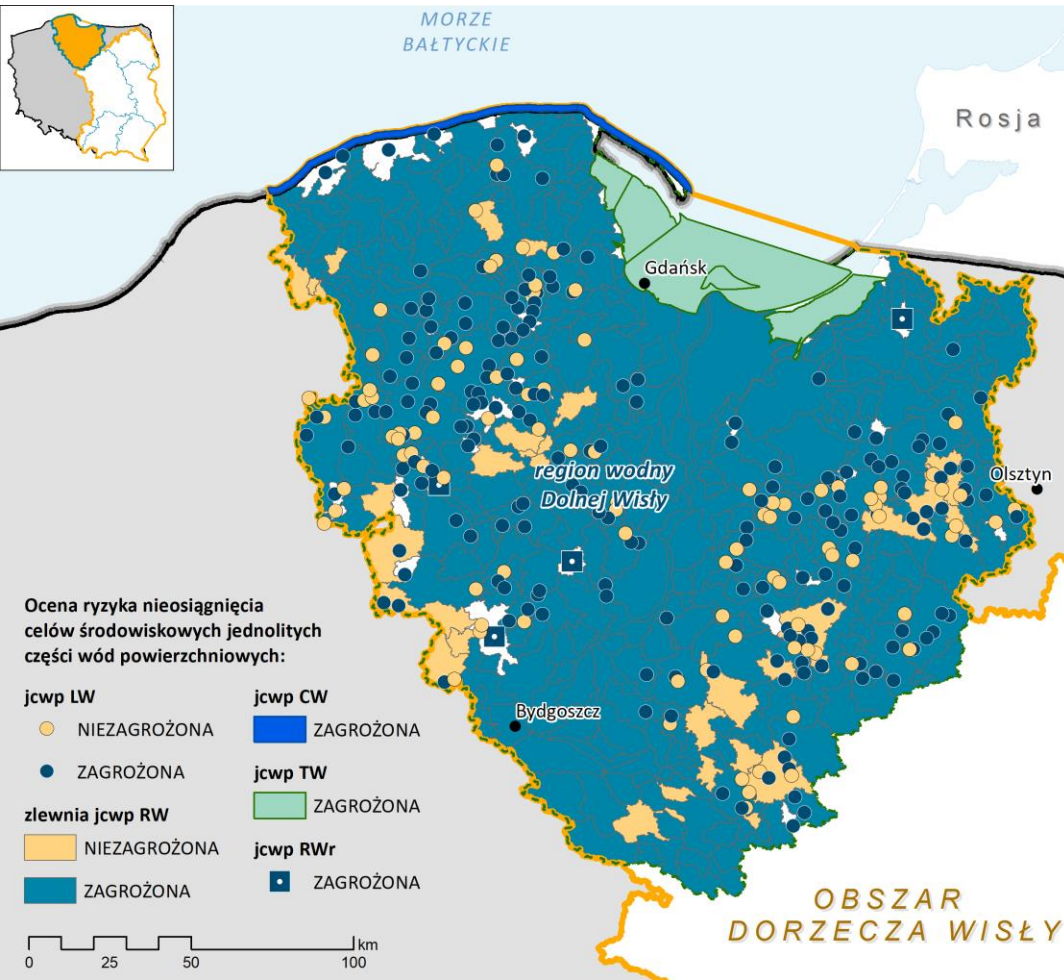 MORZE
BAŁTYCKIE
Rosja
Gdańsk
Olsztyn
region wodny
Dolnej Wisły
Bydgoszcz
Ocena ryzyka nieosiągnięcia
celów środowiskowych jednolitych
części wód powierzchniowych:
jcwp LW
NIEZAGROŻONA
ZAGROŻONA
zlewnia jcwp RW
NIEZAGROŻONA
ZAGROŻONA
jcwp CW
ZAGROŻONA
jcwp TW
ZAGROŻONA
jcwp RWr
ZAGROŻONA
km
0 25 50 100
OBSZAR
DORZECZA WISŁY